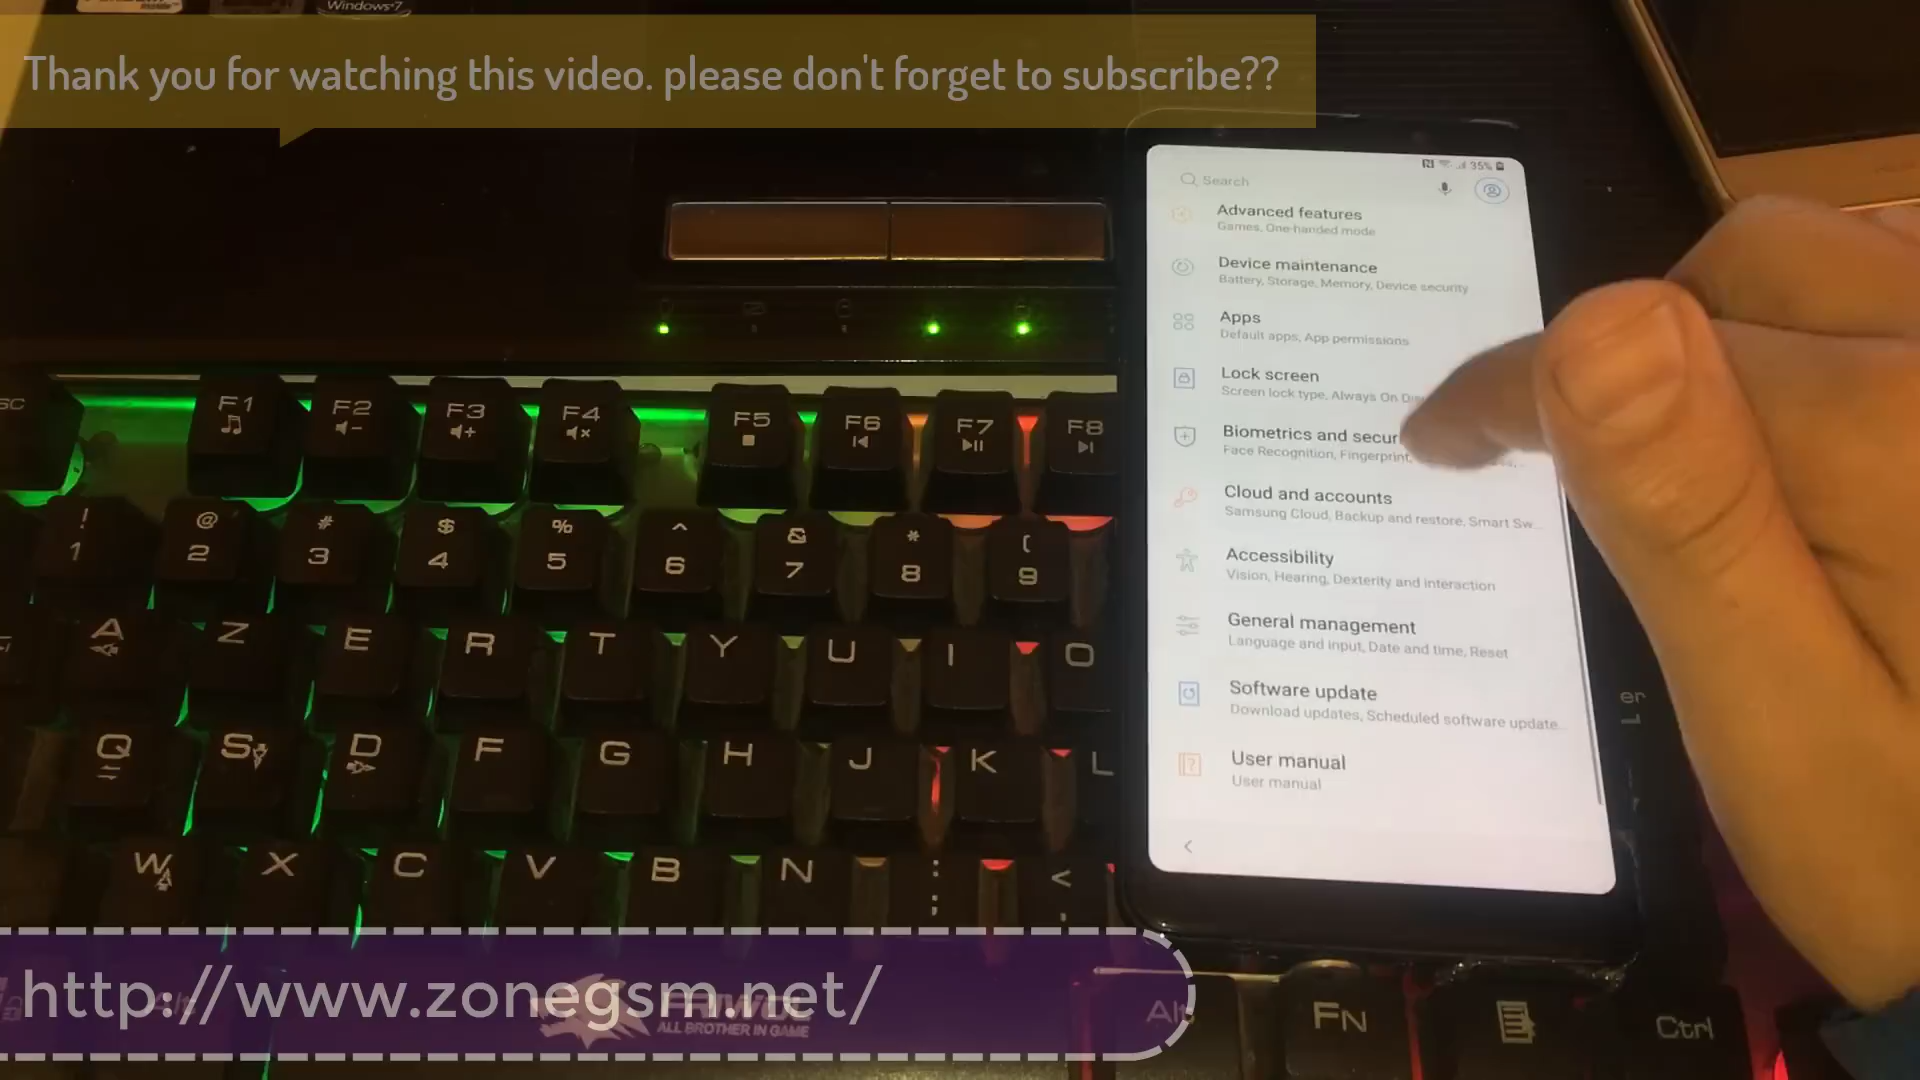 Windows 7
Thank you for watching this video. please don't forget to subscribe??
35%
Search
Advanced features
Games, One-handed mode
Device maintenance
Battery, Storage, Memory, Device security
Apps
Default apps, App permissions
Lock screen
Screen lock type, Always On
Biometrics and secur
Face Recognition, Fingerprint,
Cloud and accounts
Samsung Cloud, Backup and restore, Smart Sw...
Accessibility
Vision, Hearing, Dexterity and interaction
General management
Language and input, Date and time, Reset
Software update
Download updates, Scheduled software update...
User manual
User manual
F1 F2 F3 F4 F5 F6 F7 F8
! @ # $ % ^ & * (
1 2 3 4 5 6 7 8 9
A Z E R T Y U I O
Q S D F G H J K L
W X C V B N : <
; ,
http://www.zonegsm.net/
ALL BROTHER IN GAME
Alt Alt FN Ctrl